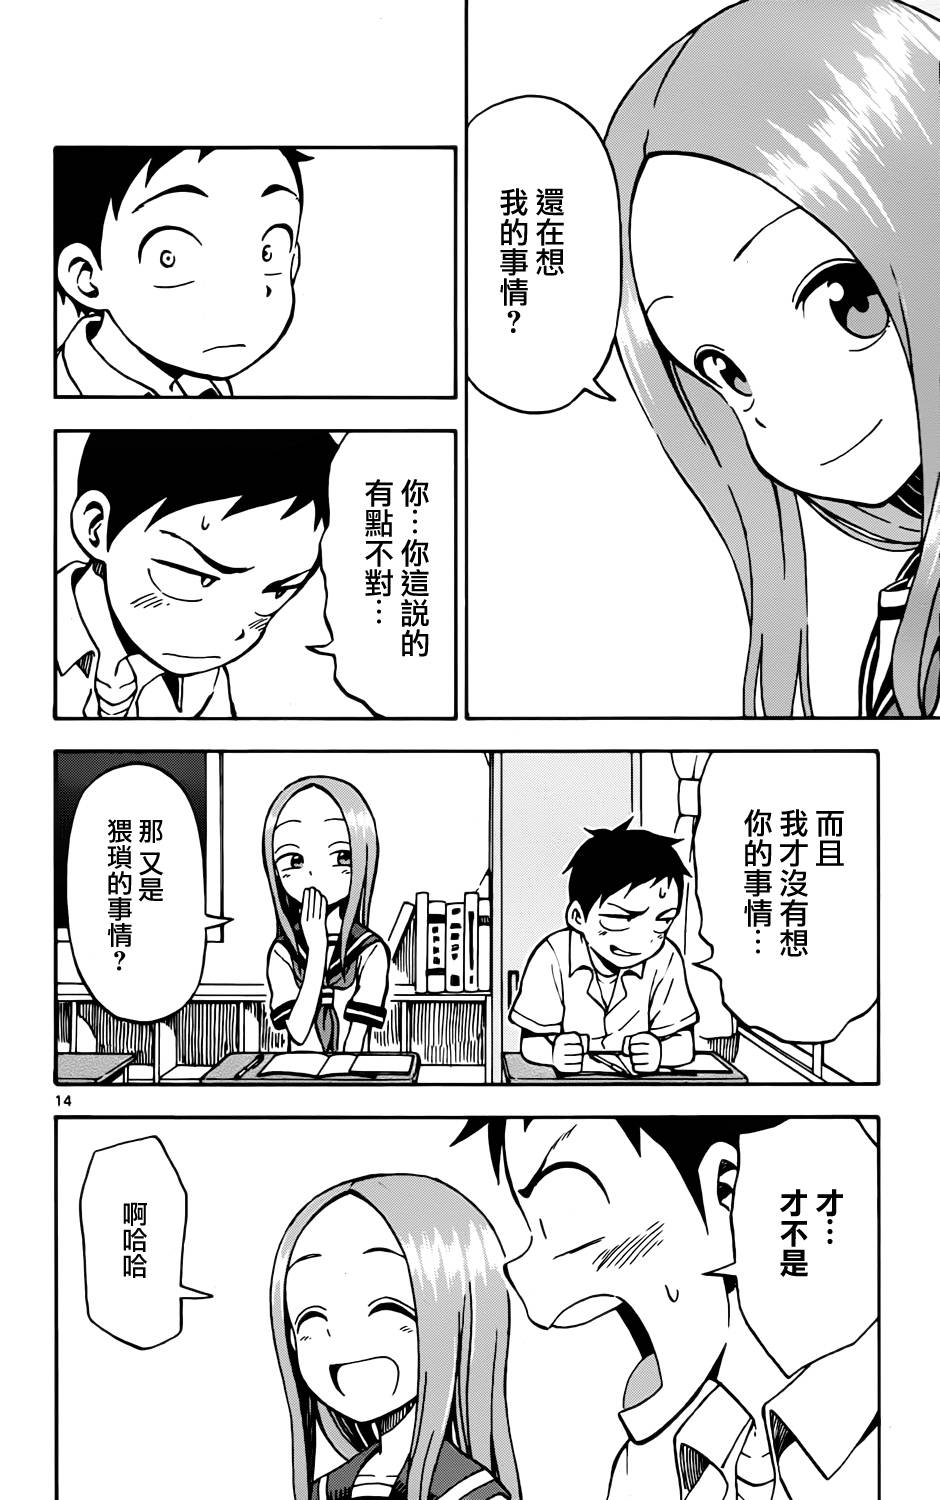 還在想
我的事情?
你…你這説的
有點不對…
而且
我才沒有想
你的事情…
那又是
猥瑣的事情?
14
才…
才不是
啊哈哈